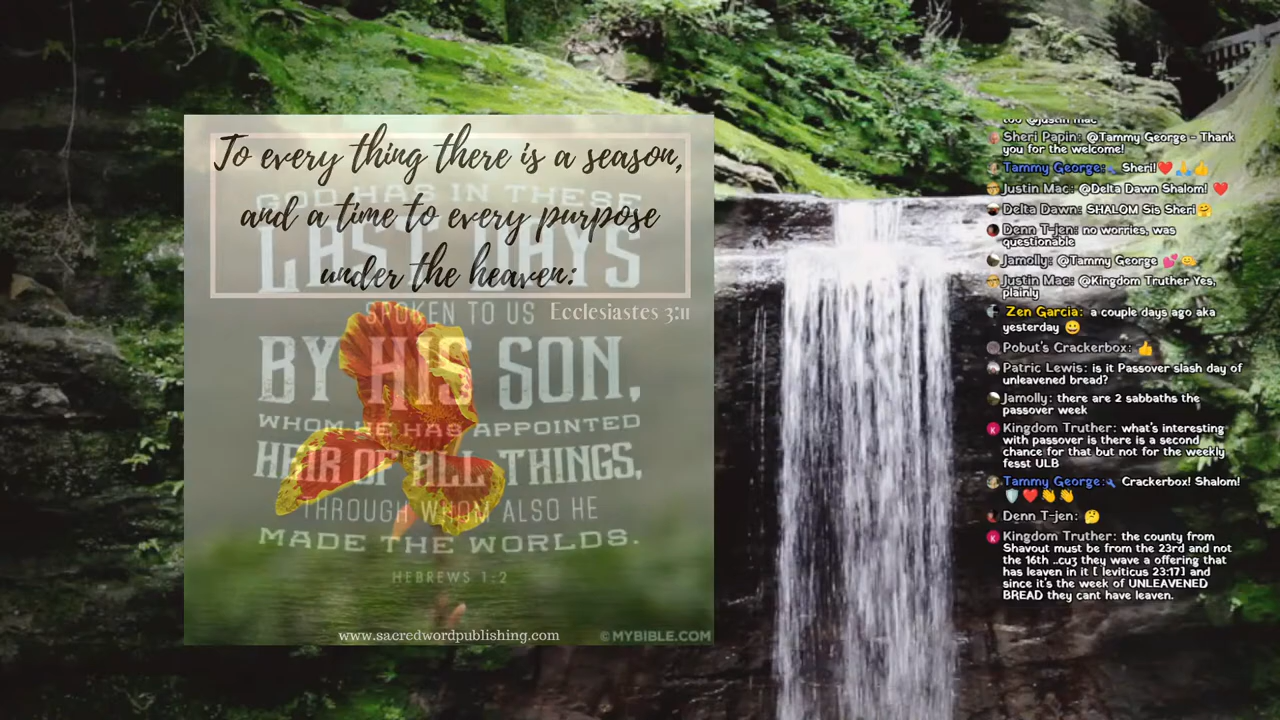 To every thing there is a season,
and a time to every purpose
under the heaven:
Ecclesiastes 3:11
GOD HAS IN THESE
LAST DAYS
SPOKEN TO US
BY HIS SON,
WHOM HE HAS APPOINTED
HEIR OF ALL THINGS,
THROUGH WHOM ALSO HE
MADE THE WORLDS.
HEBREWS 1:2
www.sacredwordpublishing.com
©MYBIBLE.COM
too @justin mac
Sheri Papin: @Tammy George - Thank
you for the welcome!
Tammy George: Sheri!❤️🙏👍
Justin Mac: @Delta Dawn Shalom! ❤️
Delta Dawn: SHALOM Sis Sheri🤗
Denn T-jen: no worries, was
questionable
Jamolly: @Tammy George 💕
Justin Mac: @Kingdom Truther Yes,
plainly
Zen Garcia: a couple days ago aka
yesterday 😀
Pobut's Crackerbox: 👍
Patric Lewis: is it Passover slash day of
unleavened bread?
Jamolly: there are 2 sabbaths the
passover week
K Kingdom Truther: what's interesting
with passover is there is a second
chance for that but not for the weekly
fesst ULB
Tammy George: Crackerbox! Shalom!
🛡️❤️👏👏
Denn T-jen: 🤔
K Kingdom Truther: the county from
Shavout must be from the 23rd and not
the 16th ..cuz they wave a offering that
has leaven in it [ leviticus 23:17] and
since it's the week of UNLEAVENED
BREAD they cant have leaven.